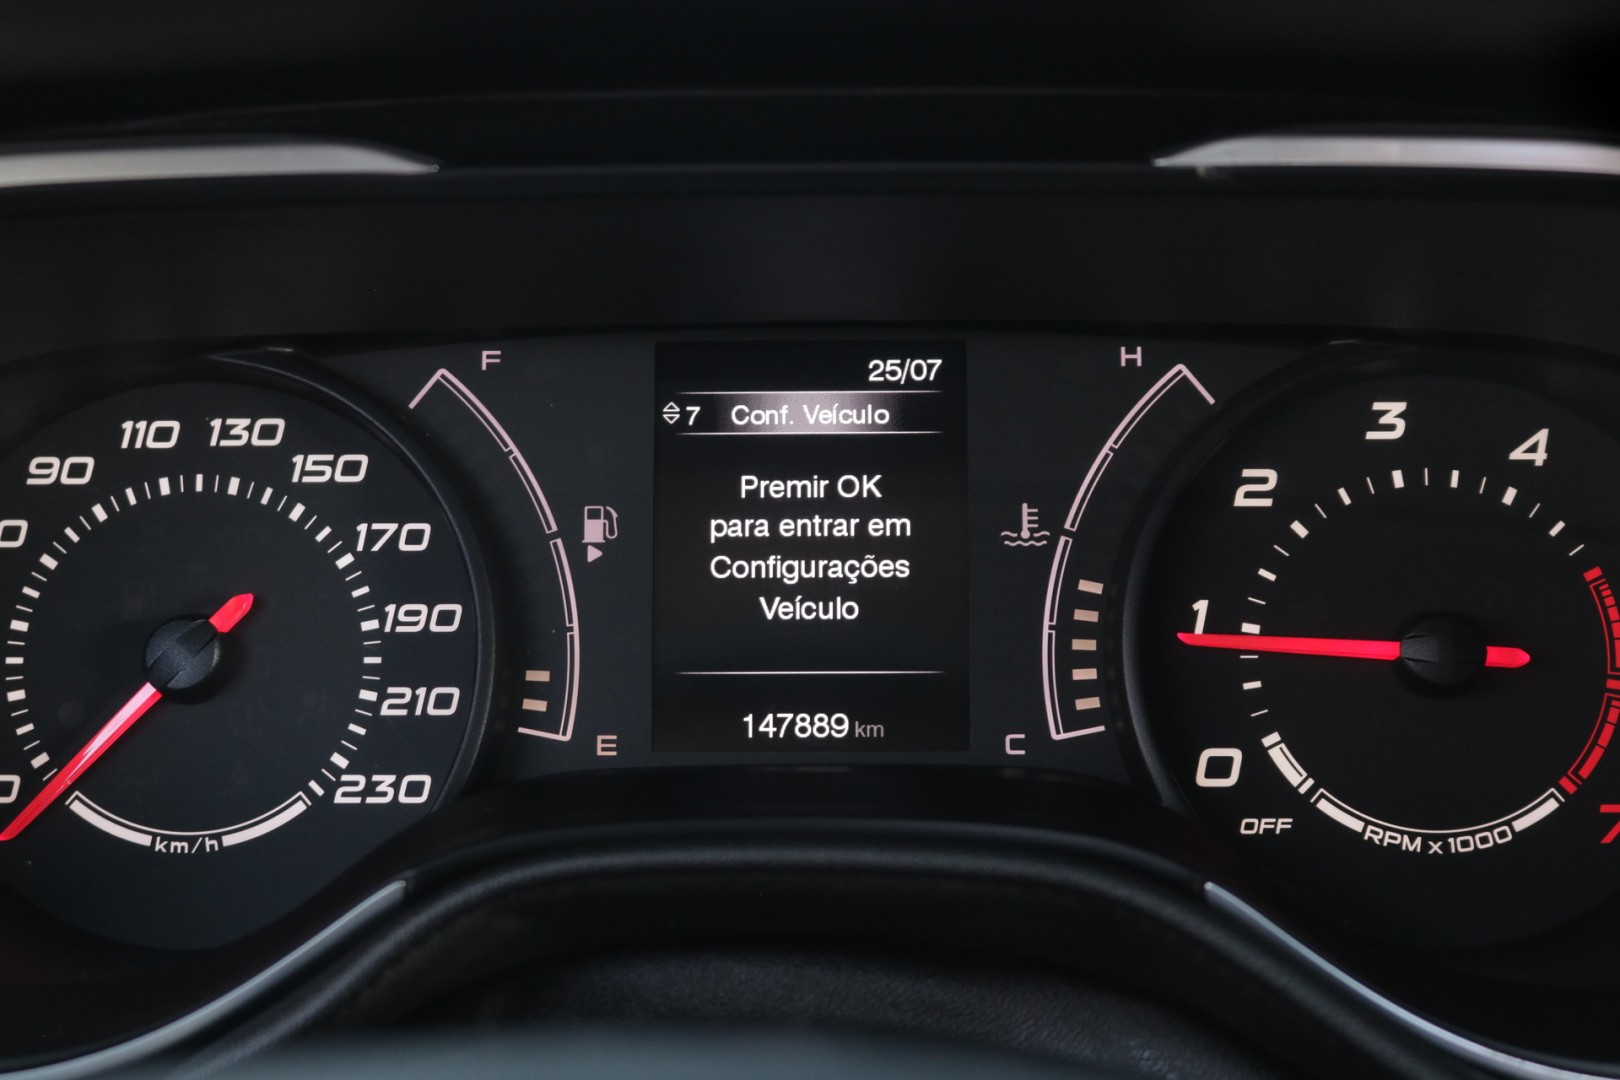 25/07
7 Conf. Veículo
Premir OK
para entrar em
Configurações
Veículo
147889 km
F
E
H
C
90
110
130
150
170
190
210
230
km/h
0
1
2
3
4
OFF
RPM x 1000